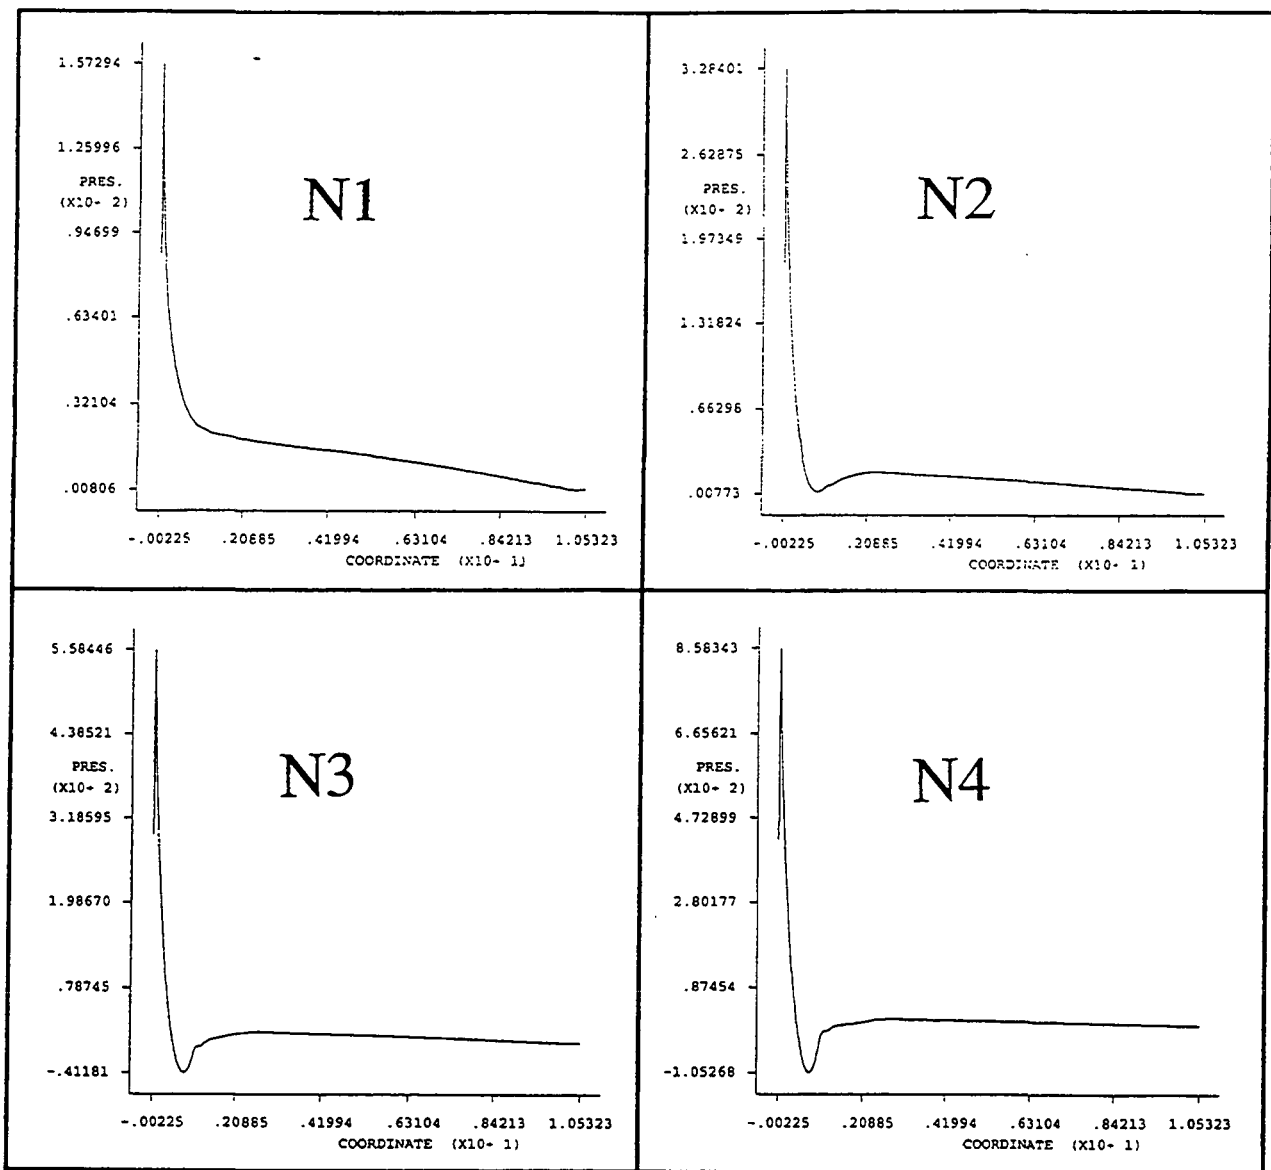 1.57294
1.25996
PRES.
(X10+ 2)
.94699
.63401
.32104
.00806
N1
-.00225 .20885 .41994 .63104 .84213 1.05323
COORDINATE (X10+ 1)
3.28401
2.62875
PRES.
(X10+ 2)
1.97349
1.31824
.66298
.00773
N2
-.00225 .20885 .41994 .63104 .84213 1.05323
COORDINATE (X10+ 1)
5.58446
4.38521
PRES.
(X10+ 2)
3.18595
1.98670
.78745
-.41181
N3
-.00225 .20885 .41994 .63104 .84213 1.05323
COORDINATE (X10+ 1)
8.58343
6.65621
PRES.
(X10+ 2)
4.72899
2.80177
.87454
-1.05268
N4
-.00225 .20885 .41994 .63104 .84213 1.05323
COORDINATE (X10+ 1)